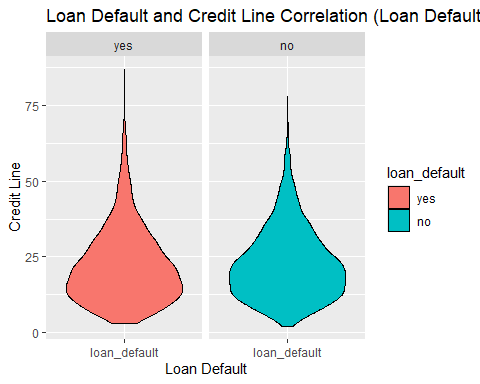 Loan Default and Credit Line Correlation (Loan Default
yes
no
75
50
25
0
Credit Line
loan_default
loan_default
Loan Default
loan_default
yes
no